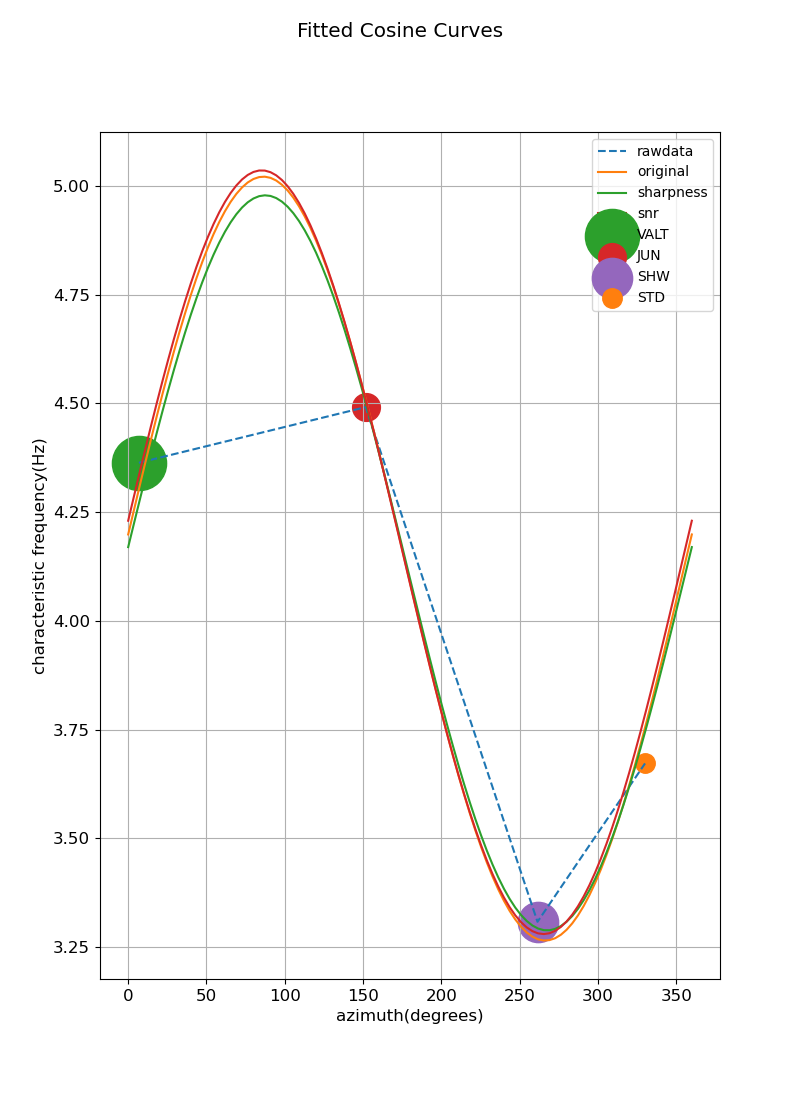 Fitted Cosine Curves
rawdata
original
sharpness
snr
VALT
JUN
SHW
STD
5.00
4.75
4.50
4.25
4.00
3.75
3.50
3.25
characteristic frequency(Hz)
0 50 100 150 200 250 300 350
azimuth(degrees)